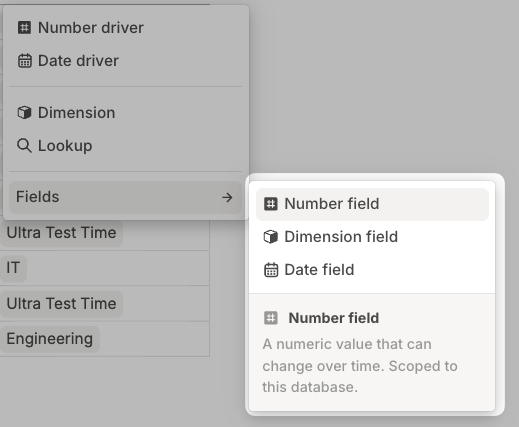 Number driver
Date driver
Dimension
Lookup
Fields
Number field
Dimension field
Date field
Number field
A numeric value that can
change over time. Scoped to
this database.
Ultra Test Time
IT
Ultra Test Time
Engineering